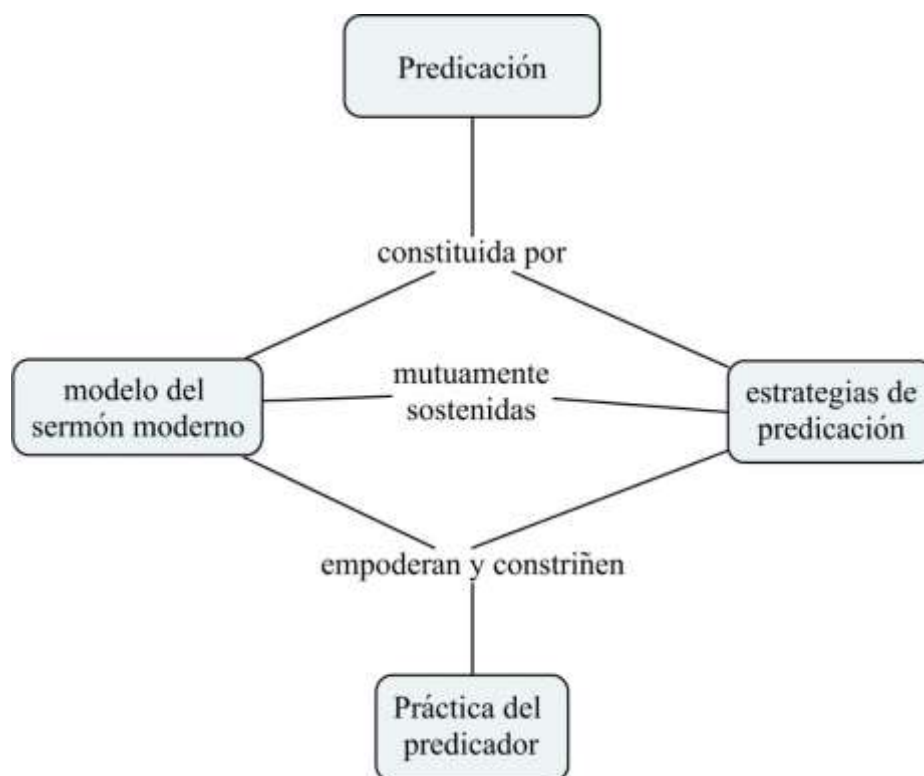 Predicación
constituida por
modelo del
sermón moderno
mutuamente
sostenidas
estrategias de
predicación
empoderan y constriñen
Práctica del
predicador